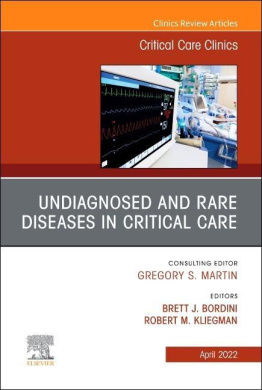 Clinics Review Articles
Critical Care Clinics
UNDIAGNOSED AND RARE
DISEASES IN CRITICAL CARE
CONSULTING EDITOR
GREGORY S. MARTIN
EDITORS
BRETT J. BORDINI
ROBERT M. KLIEGMAN
ELSEVIER
April 2022